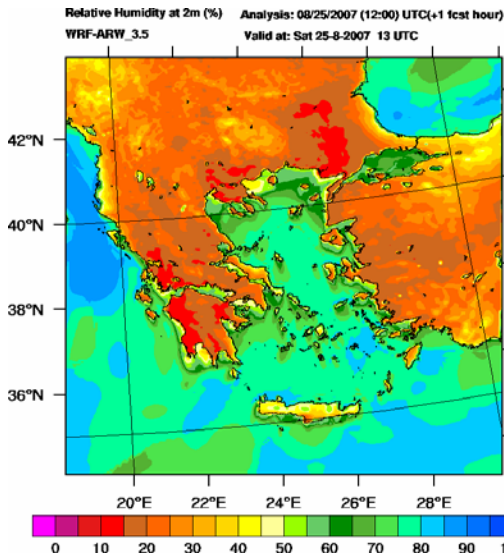 Relative Humidity at 2m (%) Analysis: 08/25/2007 (12:00) UTC(+1 fcst hour)
WRF-ARW_3.5 Valid at: Sat 25-8-2007 13 UTC
42°N
40°N
38°N
36°N
20°E 22°E 24°E 26°E 28°E
0 10 20 30 40 50 60 70 80 90